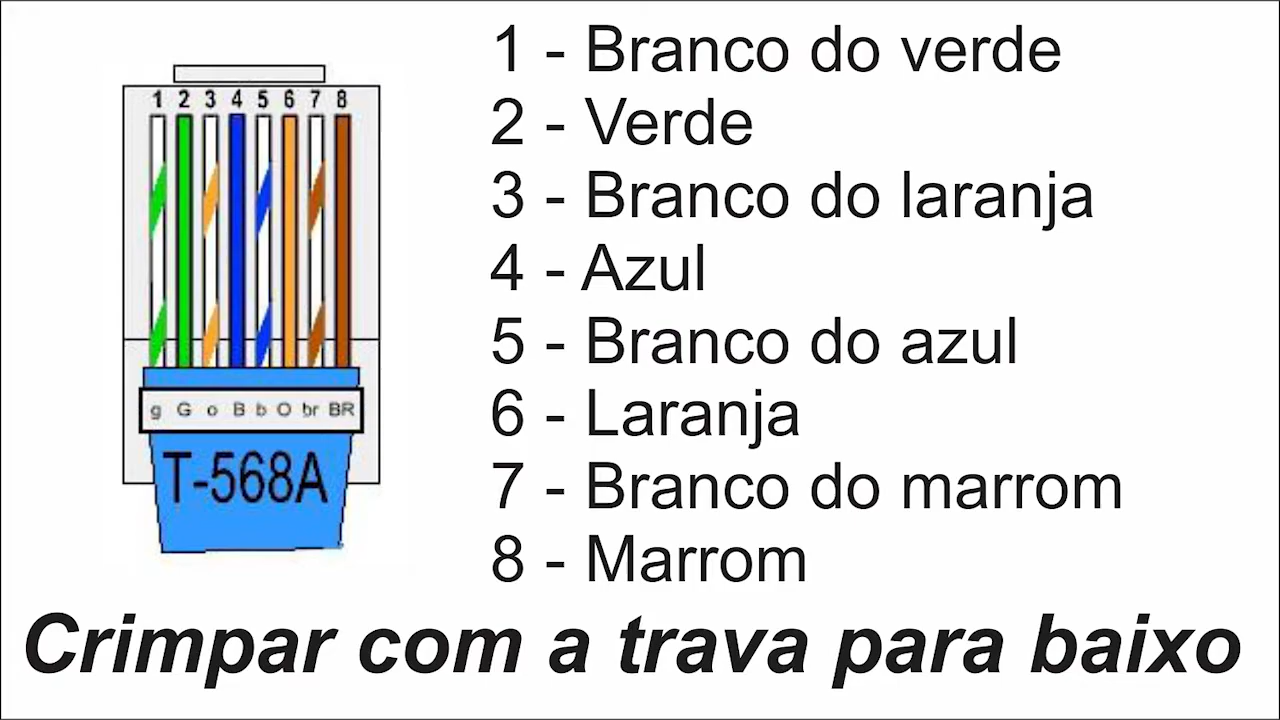 1 2 3 4 5 6 7 8
g G o B b O br BR
T-568A
1 - Branco do verde
2 - Verde
3 - Branco do laranja
4 - Azul
5 - Branco do azul
6 - Laranja
7 - Branco do marrom
8 - Marrom
Crimpar com a trava para baixo